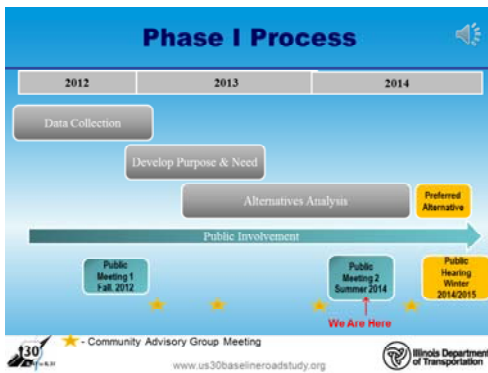 Phase I Process
2012 2013 2014
Data Collection
Develop Purpose & Need
Alternatives Analysis
Preferred
Alternative
Public Involvement
Public
Meeting 1
Fall. 2012
Public
Meeting 2
Summer 2014
Public
Hearing
Winter
2014/2015
We Are Here
- Community Advisory Group Meeting
30
www.us30baselineroadstudy.org
Illinois Department
of Transportation